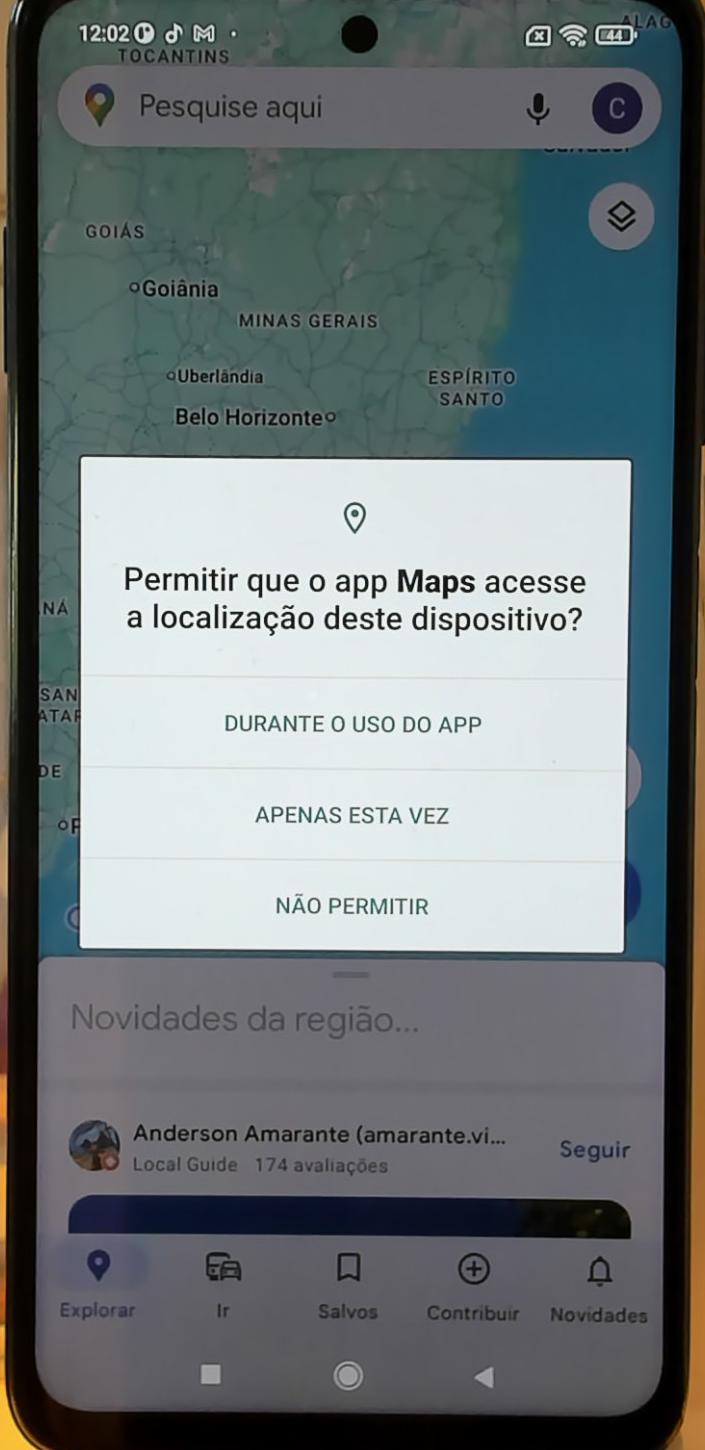 12:02
44
ALAG
TOCANTINS
Pesquise aqui
C
GOIÁS
Goiânia
MINAS GERAIS
Uberlândia
ESPÍRITO
SANTO
Belo Horizonte
Permitir que o app Maps acesse
a localização deste dispositivo?
NÁ
SAN
ATAR
DURANTE O USO DO APP
DE
APENAS ESTA VEZ
NÃO PERMITIR
Novidades da região...
Anderson Amarante (amarante.vi...
Seguir
Local Guide 174 avaliações
Explorar
Ir
Salvos
Contribuir
Novidades